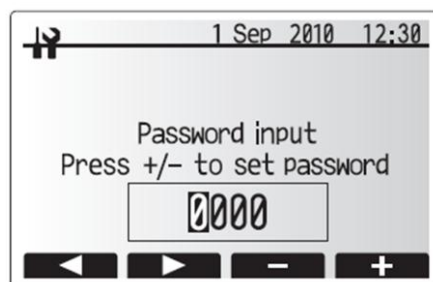 1 Sep 2010 12:30
Password input
Press +/− to set password
0000
− +